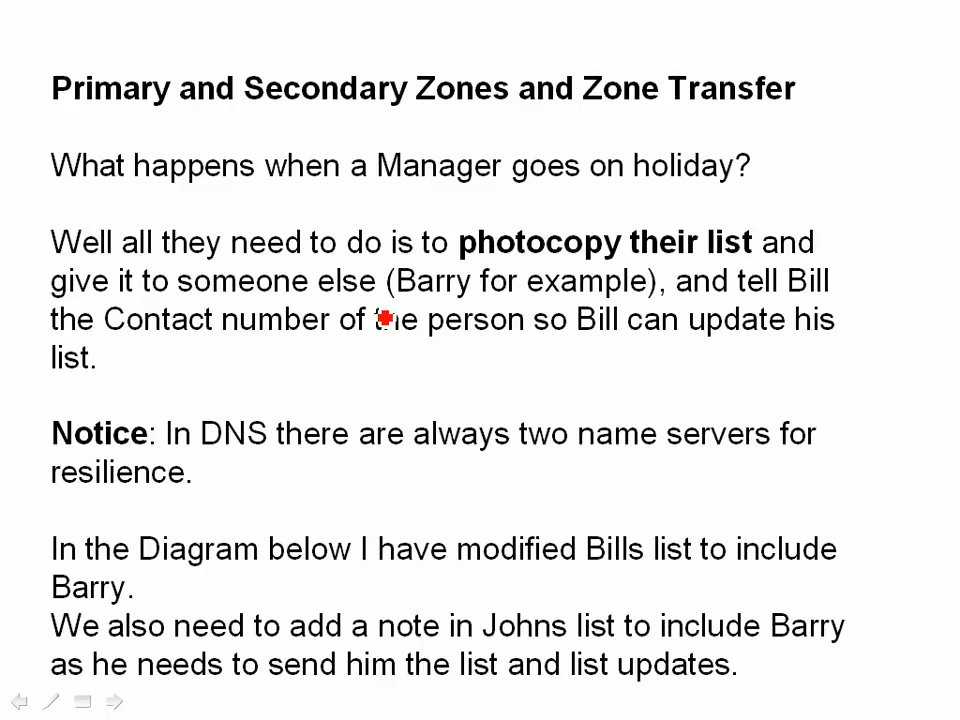 Primary and Secondary Zones and Zone Transfer
What happens when a Manager goes on holiday?
Well all they need to do is to photocopy their list and
give it to someone else (Barry for example), and tell Bill
the Contact number of the person so Bill can update his
list.
Notice: In DNS there are always two name servers for
resilience.
In the Diagram below I have modified Bills list to include
Barry.
We also need to add a note in Johns list to include Barry
as he needs to send him the list and list updates.